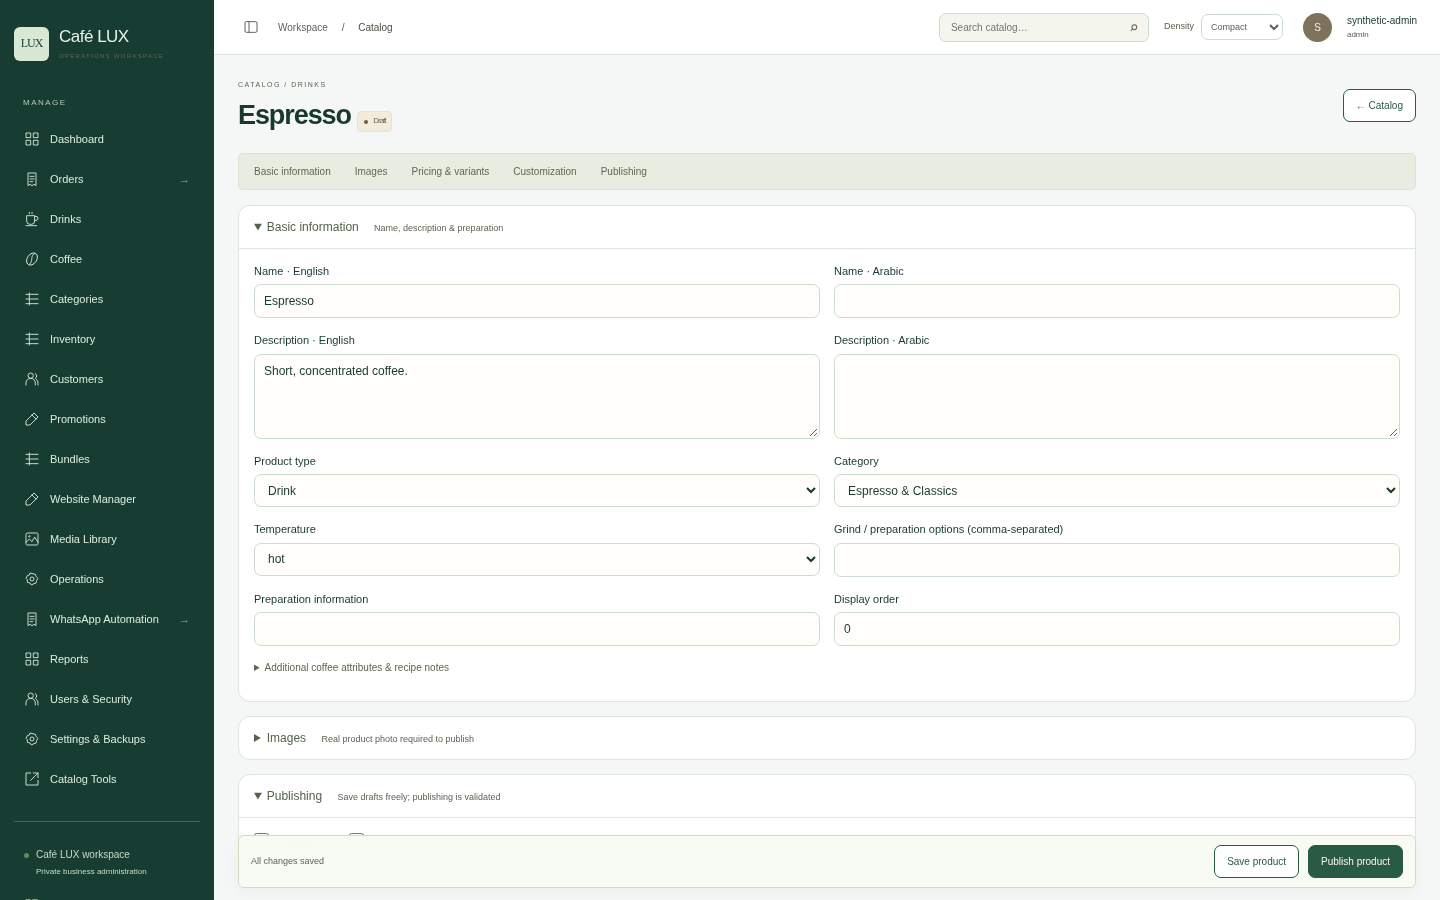 LUX
Café LUX
OPERATIONS WORKSPACE
MANAGE
Dashboard
Orders →
Drinks
Coffee
Categories
Inventory
Customers
Promotions
Bundles
Website Manager
Media Library
Operations
WhatsApp Automation →
Reports
Users & Security
Settings & Backups
Catalog Tools
Café LUX workspace
Private business administration
Workspace / Catalog
Search catalog…
Density
Compact
S
synthetic-admin
admin
CATALOG / DRINKS
Espresso
Draft
← Catalog
Basic information
Images
Pricing & variants
Customization
Publishing
Basic information
Name, description & preparation
Name · English
Name · Arabic
Espresso
Description · English
Description · Arabic
Short, concentrated coffee.
Product type
Category
Drink
Espresso & Classics
Temperature
Grind / preparation options (comma-separated)
hot
Preparation information
Display order
0
Additional coffee attributes & recipe notes
Images
Real product photo required to publish
Publishing
Save drafts freely; publishing is validated
All changes saved
Save product
Publish product